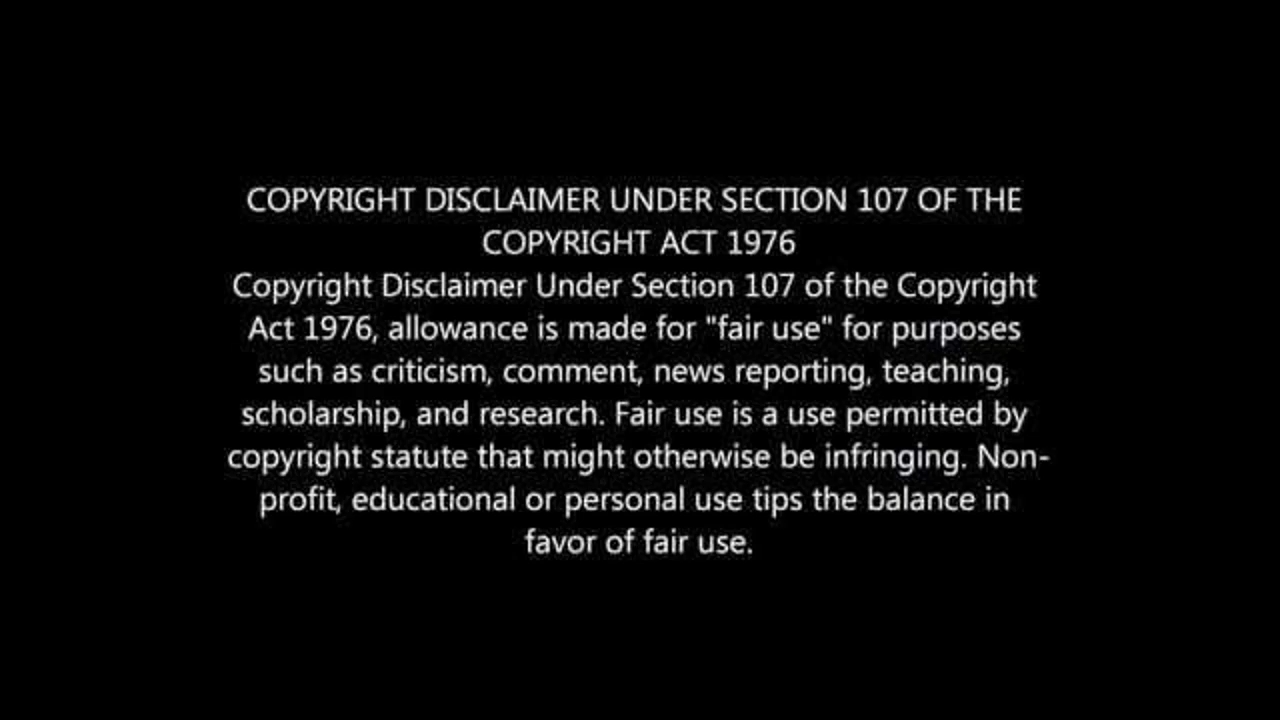 COPYRIGHT DISCLAIMER UNDER SECTION 107 OF THE
COPYRIGHT ACT 1976
Copyright Disclaimer Under Section 107 of the Copyright
Act 1976, allowance is made for "fair use" for purposes
such as criticism, comment, news reporting, teaching,
scholarship, and research. Fair use is a use permitted by
copyright statute that might otherwise be infringing. Non-
profit, educational or personal use tips the balance in
favor of fair use.